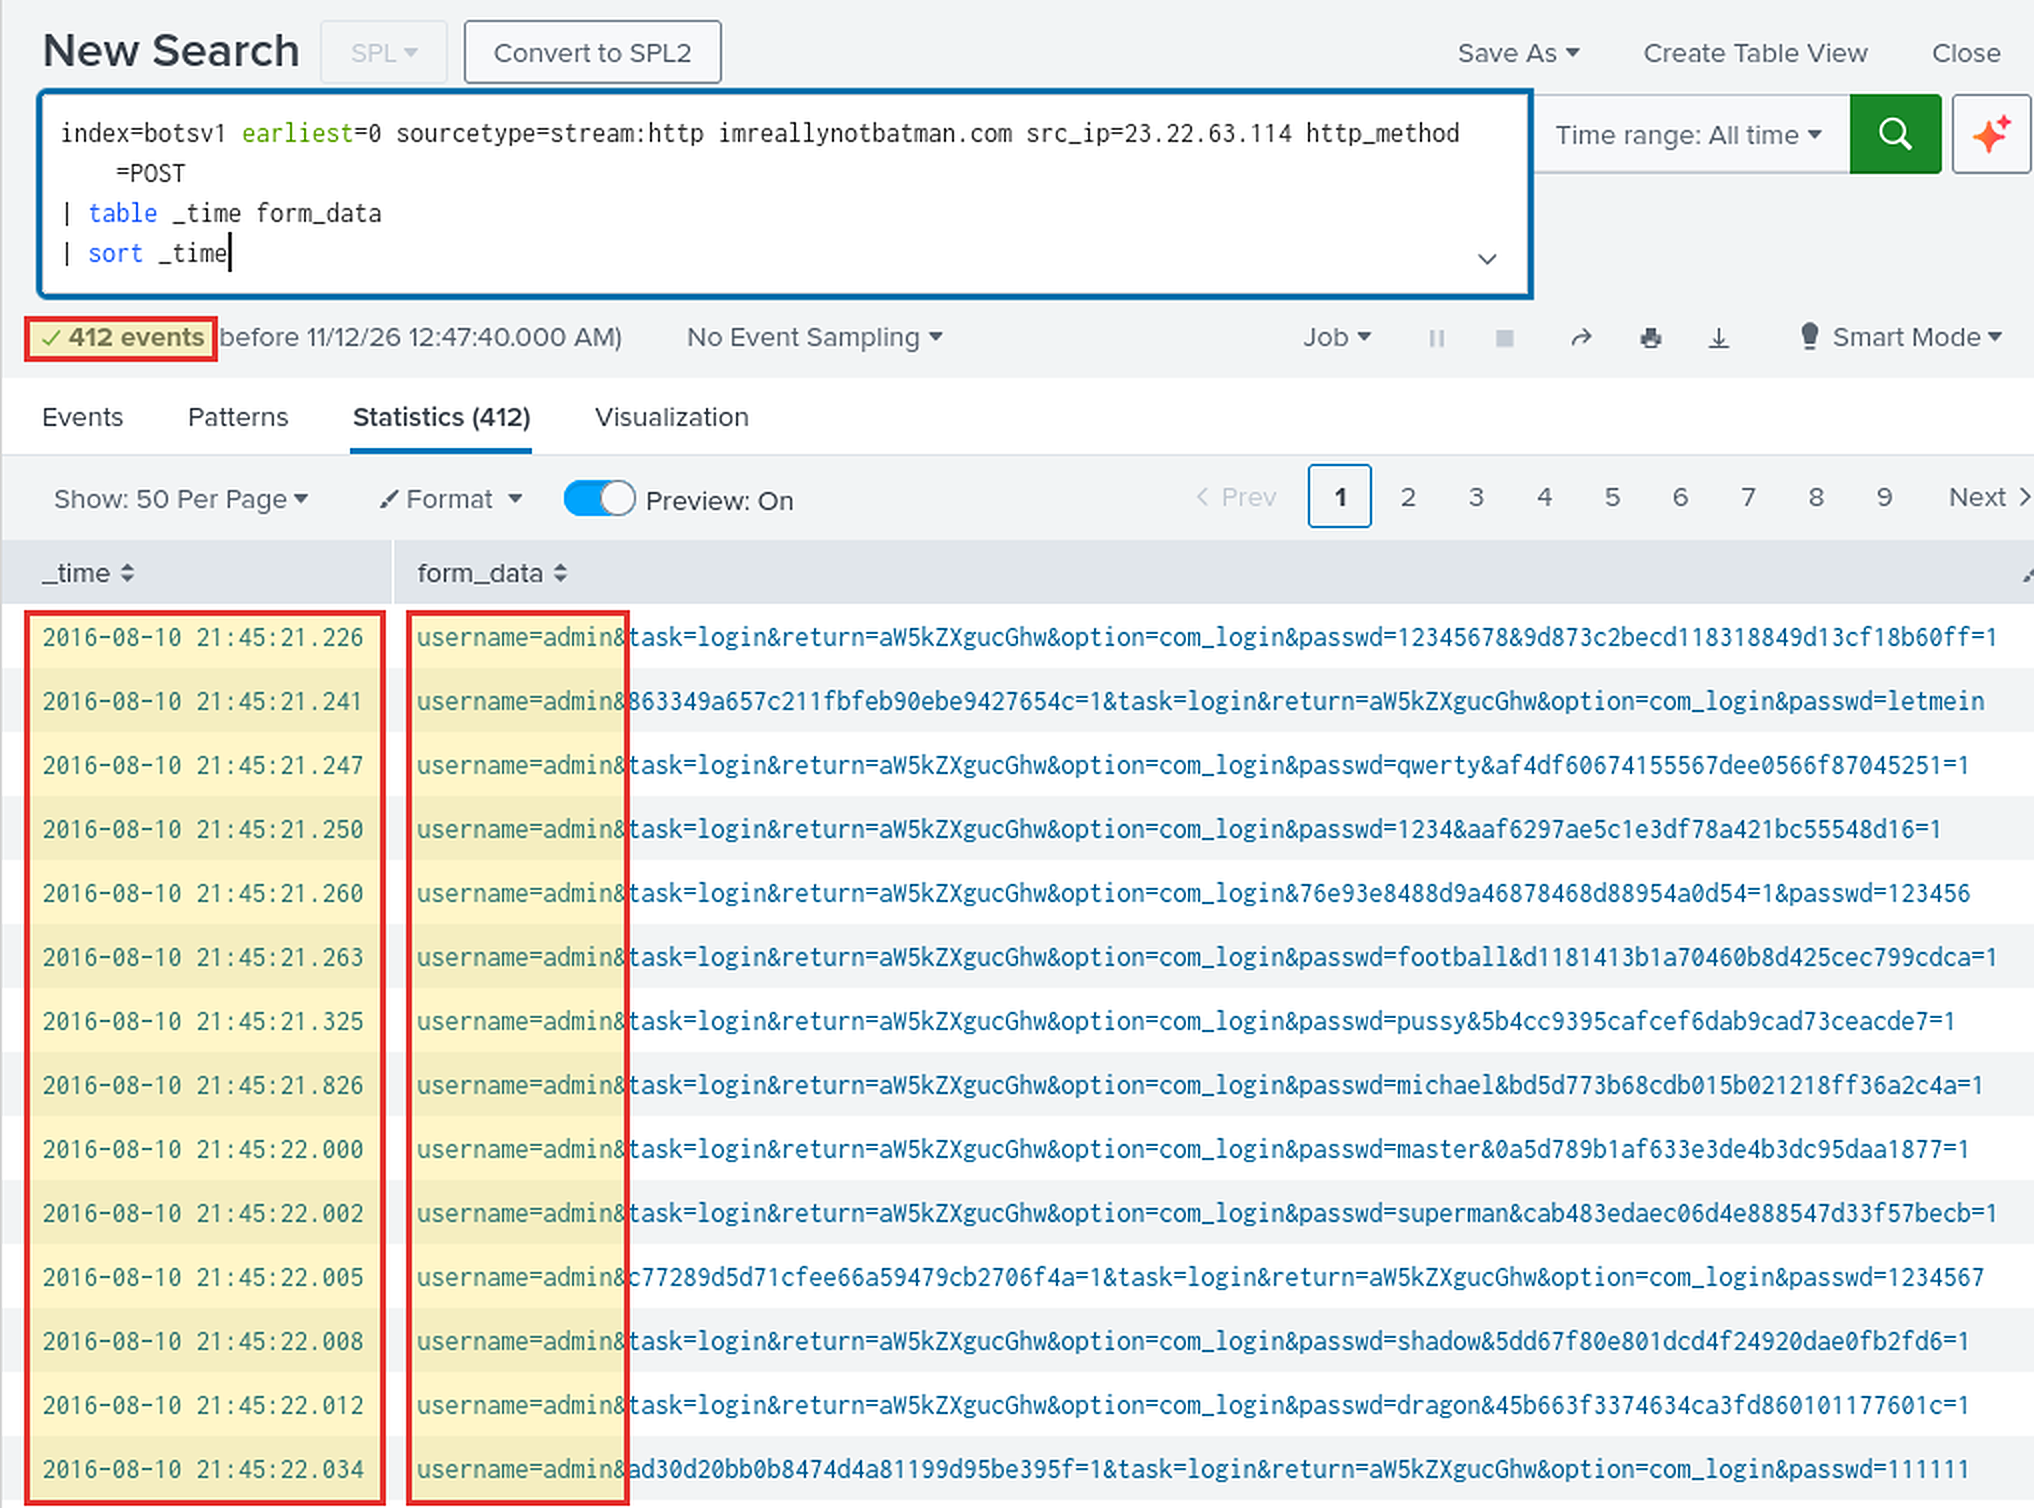 New Search SPL Convert to SPL2 Save As Create Table View Close
index=botsv1 earliest=0 sourcetype=stream:http imreallynotbatman.com src_ip=23.22.63.114 http_method
=POST
| table _time form_data
| sort _time
Time range: All time
412 events before 11/12/26 12:47:40.000 AM) No Event Sampling Job Smart Mode
Events Patterns Statistics (412) Visualization
Show: 50 Per Page Format Preview: On Prev 1 2 3 4 5 6 7 8 9 Next
_time form_data
2016-08-10 21:45:21.226 username=admin&task=login&return=aW5kZXgucGhw&option=com_login&passwd=12345678&9d873c2becd118318849d13cf18b60ff=1
2016-08-10 21:45:21.241 username=admin&863349a657c211fbfeb90ebe9427654c=1&task=login&return=aW5kZXgucGhw&option=com_login&passwd=letmein
2016-08-10 21:45:21.247 username=admin&task=login&return=aW5kZXgucGhw&option=com_login&passwd=qwerty&af4df60674155567dee0566f87045251=1
2016-08-10 21:45:21.250 username=admin&task=login&return=aW5kZXgucGhw&option=com_login&passwd=1234&aaf6297ae5c1e3df78a421bc55548d16=1
2016-08-10 21:45:21.260 username=admin&task=login&return=aW5kZXgucGhw&option=com_login&76e93e8488d9a46878468d88954a0d54=1&passwd=123456
2016-08-10 21:45:21.263 username=admin&task=login&return=aW5kZXgucGhw&option=com_login&passwd=football&d1181413b1a70460b8d425cec799cdca=1
2016-08-10 21:45:21.325 username=admin&task=login&return=aW5kZXgucGhw&option=com_login&passwd=pussy&5b4cc9395cafcef6dab9cad73ceacde7=1
2016-08-10 21:45:21.826 username=admin&task=login&return=aW5kZXgucGhw&option=com_login&passwd=michael&bd5d773b68cdb015b021218ff36a2c4a=1
2016-08-10 21:45:22.000 username=admin&task=login&return=aW5kZXgucGhw&option=com_login&passwd=master&0a5d789b1af633e3de4b3dc95daa1877=1
2016-08-10 21:45:22.002 username=admin&task=login&return=aW5kZXgucGhw&option=com_login&passwd=superman&cab483edaec06d4e888547d33f57becb=1
2016-08-10 21:45:22.005 username=admin&c77289d5d71cfee66a59479cb2706f4a=1&task=login&return=aW5kZXgucGhw&option=com_login&passwd=1234567
2016-08-10 21:45:22.008 username=admin&task=login&return=aW5kZXgucGhw&option=com_login&passwd=shadow&5dd67f80e801dcd4f24920dae0fb2fd6=1
2016-08-10 21:45:22.012 username=admin&task=login&return=aW5kZXgucGhw&option=com_login&passwd=dragon&45b663f3374634ca3fd860101177601c=1
2016-08-10 21:45:22.034 username=admin&ad30d20bb0b8474d4a81199d95be395f=1&task=login&return=aW5kZXgucGhw&option=com_login&passwd=111111